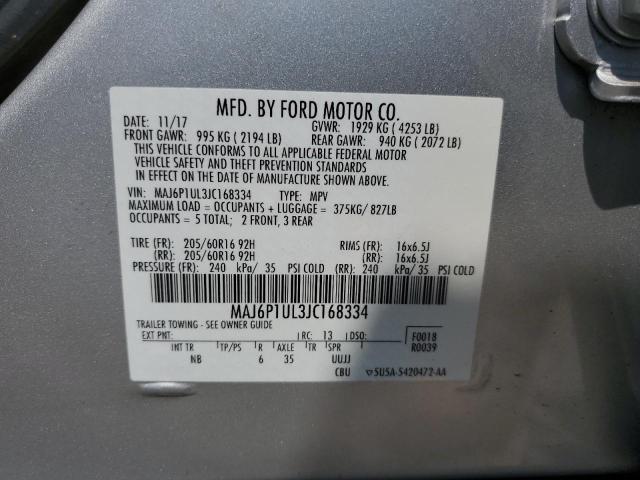 MFD. BY FORD MOTOR CO.
DATE: 11/17 GVWR: 1929 KG ( 4253 LB)
FRONT GAWR: 995 KG ( 2194 LB) REAR GAWR: 940 KG ( 2072 LB)
THIS VEHICLE CONFORMS TO ALL APPLICABLE FEDERAL MOTOR
VEHICLE SAFETY AND THEFT PREVENTION STANDARDS
IN EFFECT ON THE DATE OF MANUFACTURE SHOWN ABOVE.
VIN: MAJ6P1UL3JC168334 TYPE: MPV
MAXIMUM LOAD = OCCUPANTS + LUGGAGE = 375KG/ 827LB
OCCUPANTS = 5 TOTAL; 2 FRONT, 3 REAR
TIRE (FR): 205/60R16 92H RIMS (FR): 16x6.5J
(RR): 205/60R16 92H (RR): 16x6.5J
PRESSURE (FR): 240 kPa/ 35 PSI COLD (RR): 240 kPa/ 35 PSI COLD
MAJ6P1UL3JC168334
TRAILER TOWING - SEE OWNER GUIDE
EXT PNT: RC: 13 DSO: F0018
R0039
INT TR TP/PS R AXLE TR SPR
NB 6 35 UUJJ
CBU ▽5U5A-5420472-AA